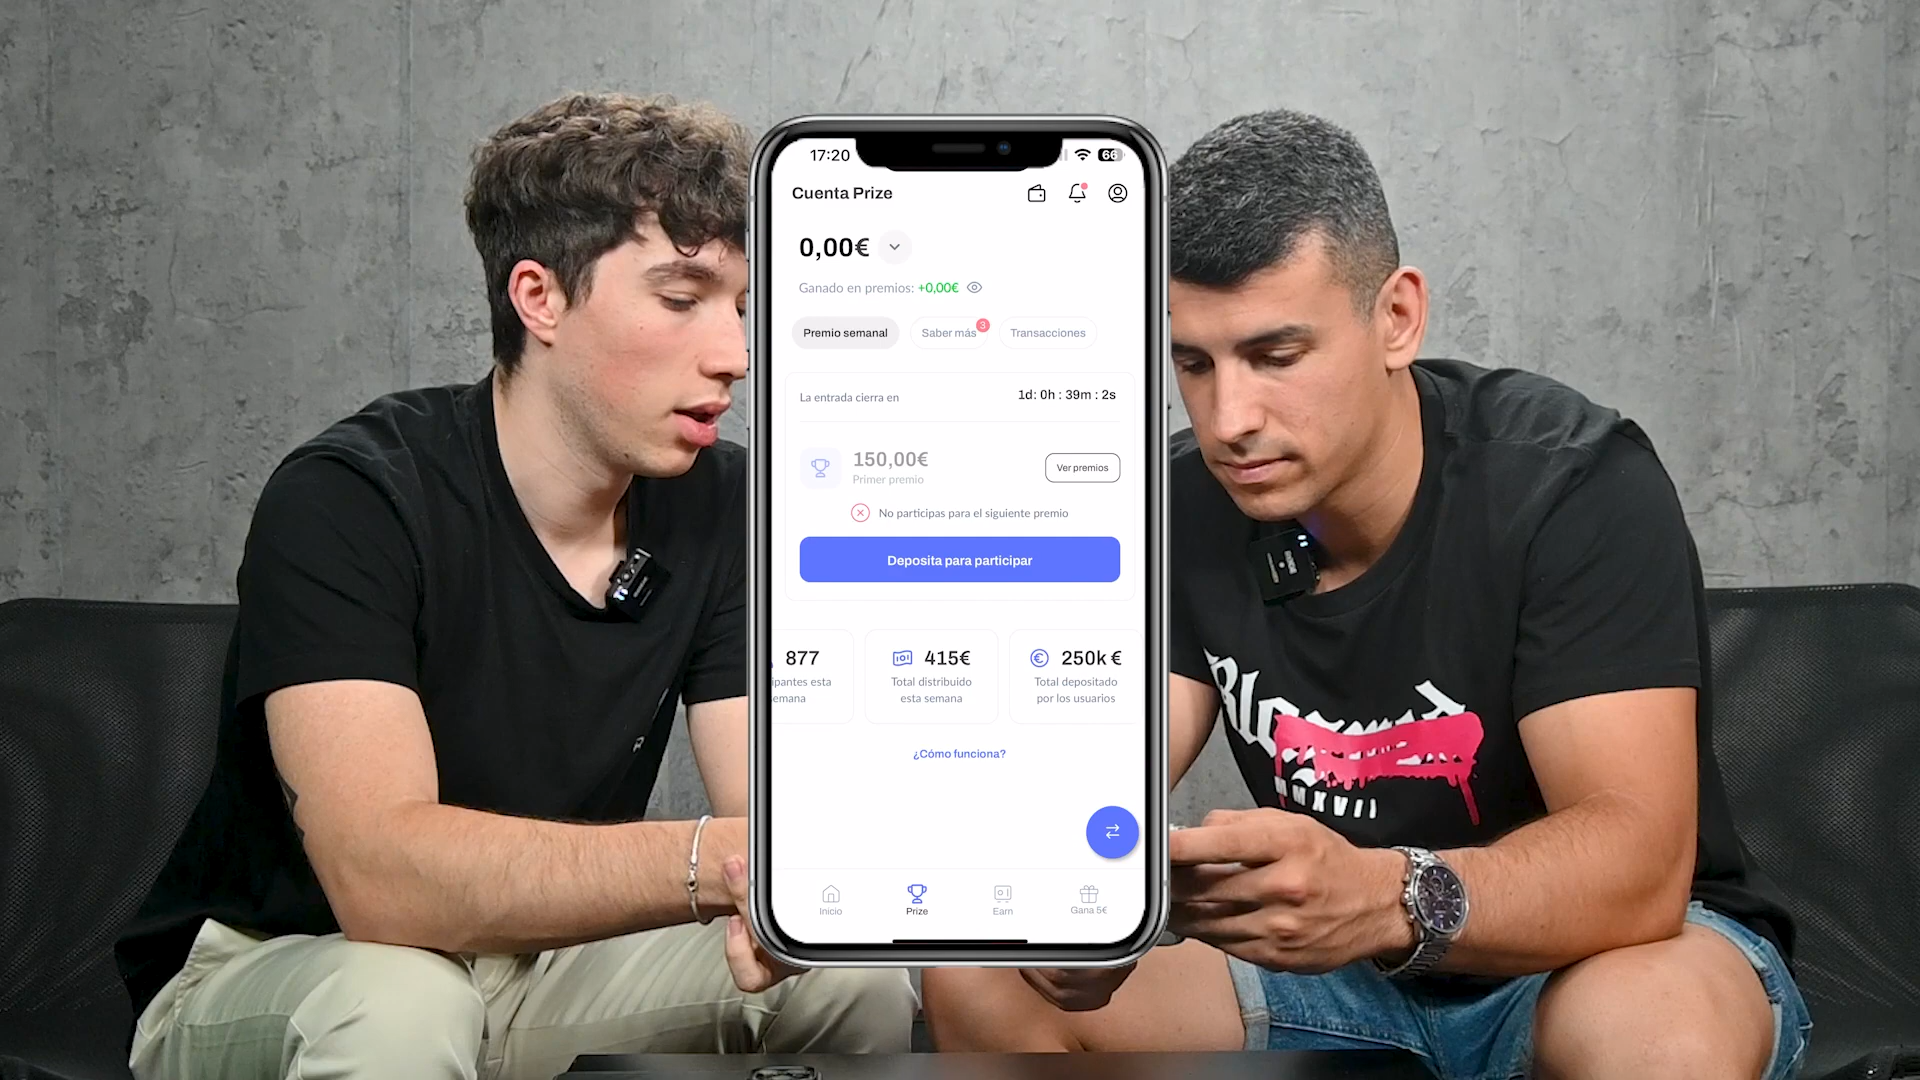 17:20
66
Cuenta Prize
0,00€
Ganado en premios: +0,00€
Premio semanal
Saber más
3
Transacciones
La entrada cierra en
1d: 0h : 39m : 2s
150,00€
Primer premio
Ver premios
No participas para el siguiente premio
Deposita para participar
877
ipantes esta
emana
415€
Total distribuido
esta semana
250k €
Total depositado
por los usuarios
¿Cómo funciona?
Inicio
Prize
Earn
Gana 5€
MMXVII